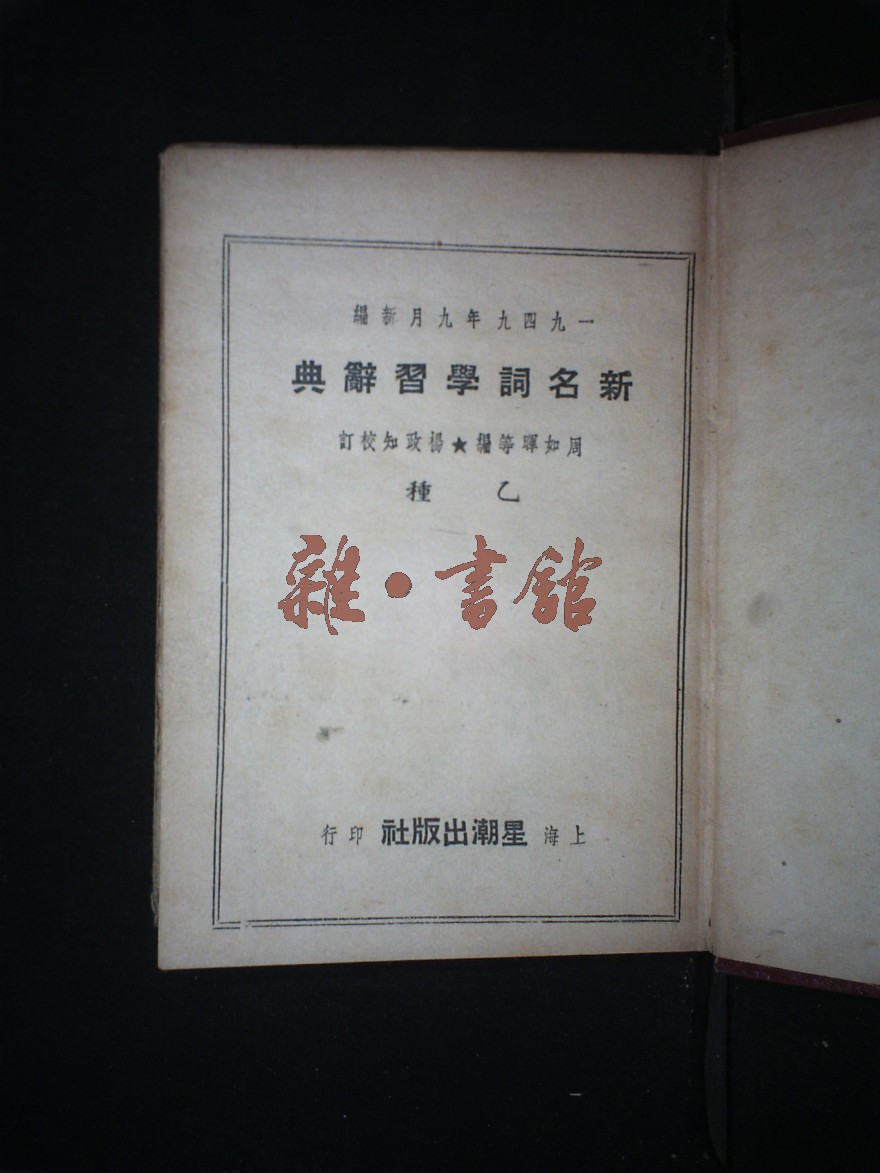 一九四九年九月新編
新名詞學習辭典
周如暉等編★楊政知校訂
乙種
雜·書館
上海星潮出版社印行